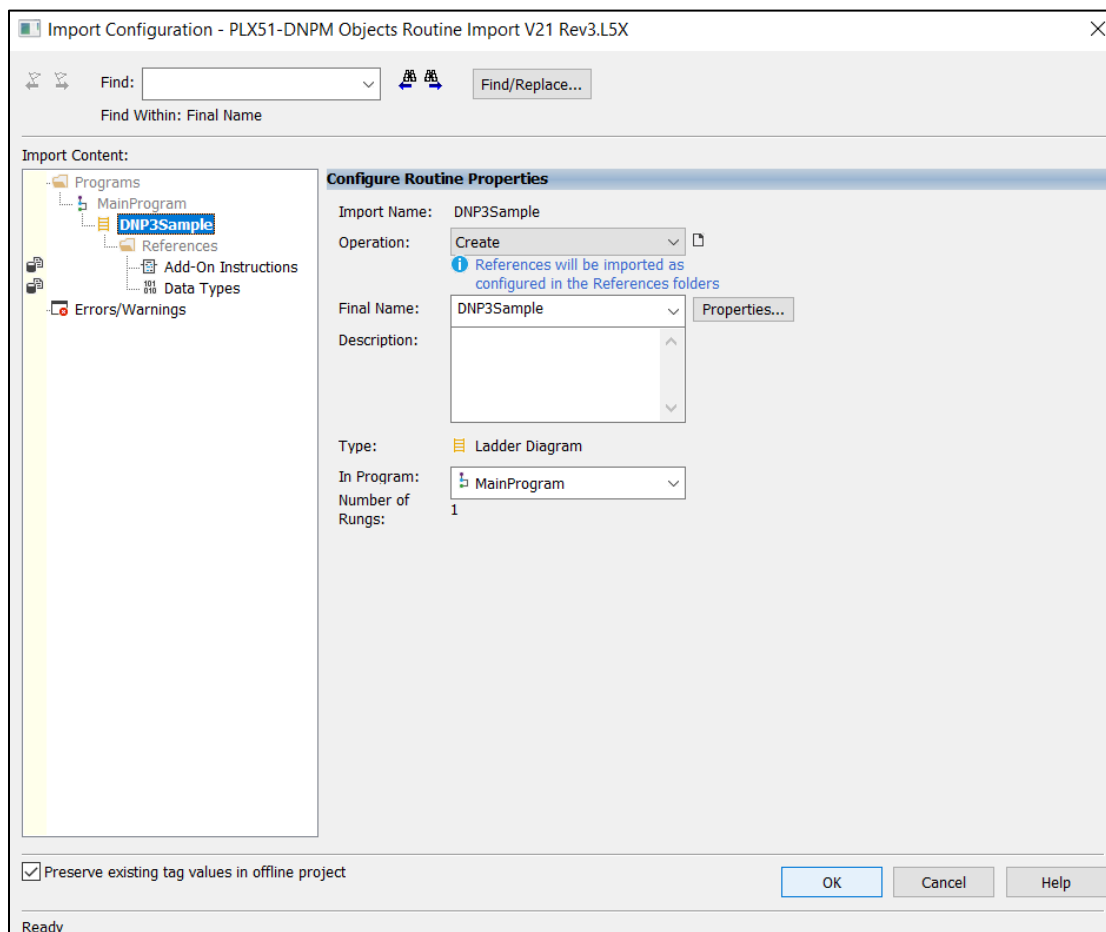 Import Configuration - PLX51-DNPM Objects Routine Import V21 Rev3.L5X
Find:
Find/Replace...
Find Within: Final Name
Import Content:
Programs
MainProgram
DNP3Sample
References
Add-On Instructions
Data Types
Errors/Warnings
Configure Routine Properties
Import Name: DNP3Sample
Operation: Create
References will be imported as
configured in the References folders
Final Name: DNP3Sample Properties...
Description:
Type: Ladder Diagram
In Program: MainProgram
Number of
Rungs: 1
Preserve existing tag values in offline project
OK Cancel Help
Ready